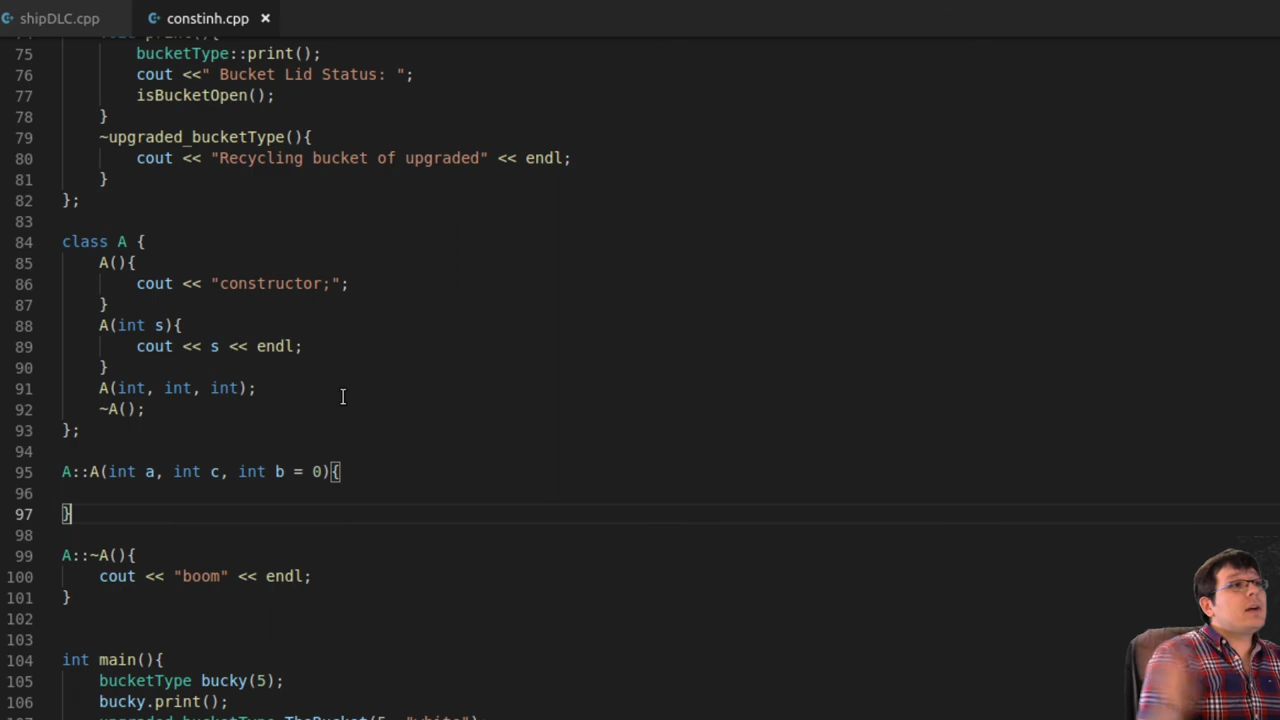 shipDLC.cpp constinh.cpp ×
75 bucketType::print();
76 cout <<" Bucket Lid Status: ";
77 isBucketOpen();
78 }
79 ~upgraded_bucketType(){
80 cout << "Recycling bucket of upgraded" << endl;
81 }
82 };
83
84 class A {
85 A(){
86 cout << "constructor;";
87 }
88 A(int s){
89 cout << s << endl;
90 }
91 A(int, int, int);
92 ~A();
93 };
94
95 A::A(int a, int c, int b = 0){
96
97 }
98
99 A::~A(){
100 cout << "boom" << endl;
101 }
102
103
104 int main(){
105 bucketType bucky(5);
106 bucky.print();